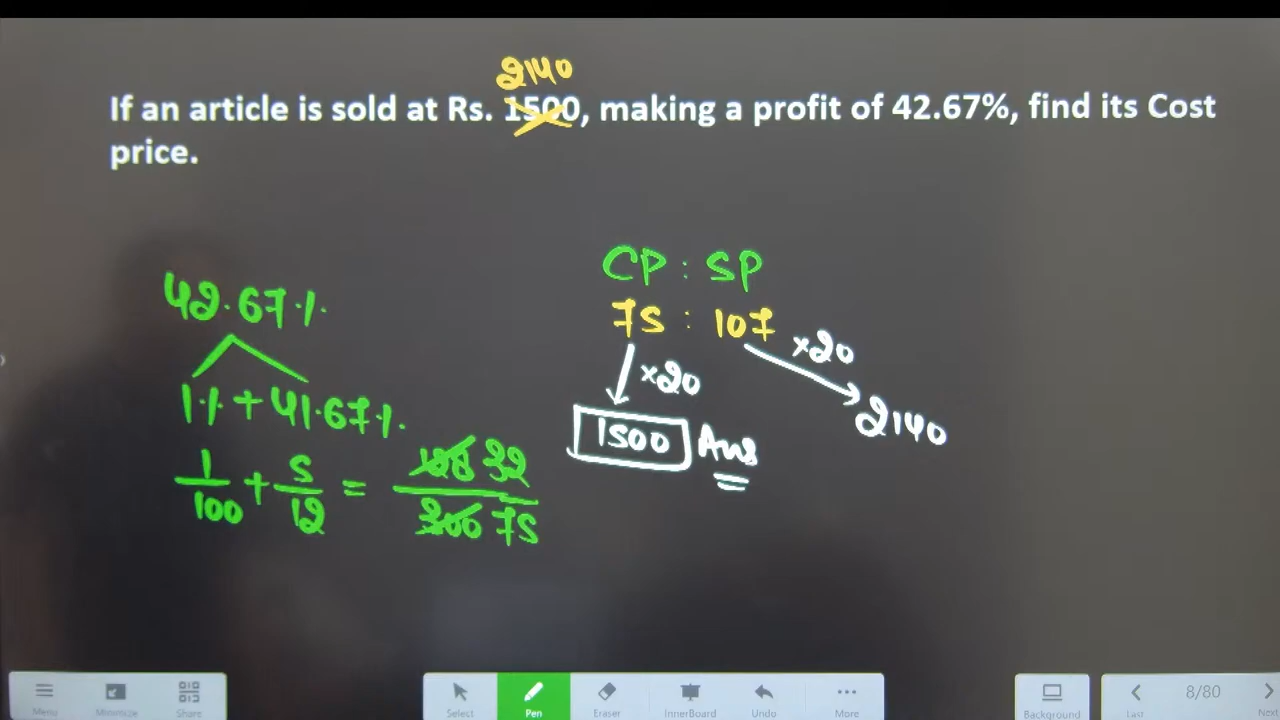 2140
If an article is sold at Rs. 1500, making a profit of 42.67%, find its Cost
price.
CP : SP
42.67%
75 : 107
×20
×20
1% + 41.67%
2140
1500 Ans
1/100 + 5/12 = 128 32 / 300 75
Menu
Minimize
Share
Select
Pen
Eraser
InnerBoard
Undo
More
Background
Last
8/80
Next